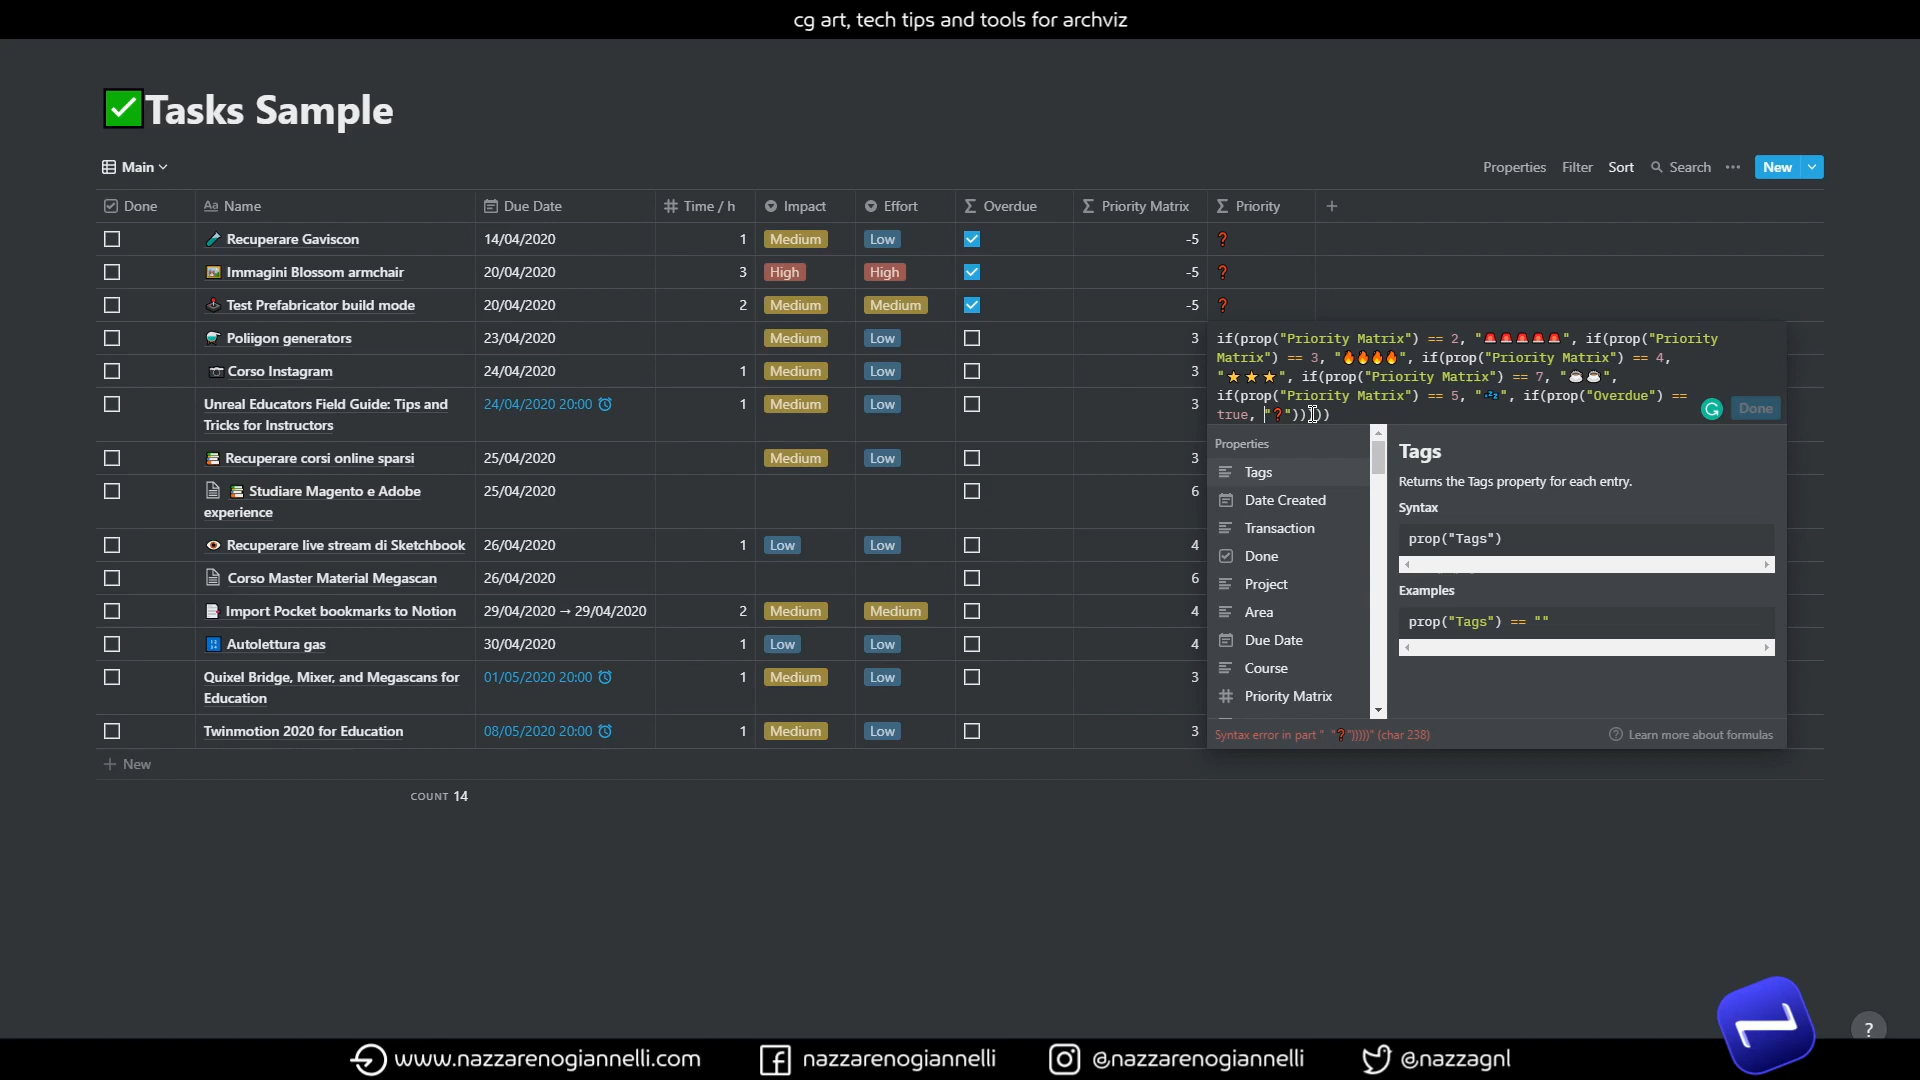 cg art, tech tips and tools for archviz
✅Tasks Sample
Main
Properties Filter Sort Search ••• New
Done Aa Name Due Date # Time / h Impact Effort Σ Overdue Σ Priority Matrix Σ Priority +
Recuperare Gaviscon 14/04/2020 1 Medium Low -5 ❓
Immagini Blossom armchair 20/04/2020 3 High High -5 ❓
Test Prefabricator build mode 20/04/2020 2 Medium Medium -5 ❓
Poliigon generators 23/04/2020 Medium Low 3
Corso Instagram 24/04/2020 1 Medium Low 3
Unreal Educators Field Guide: Tips and
Tricks for Instructors
24/04/2020 20:00 1 Medium Low 3
Recuperare corsi online sparsi 25/04/2020 Medium Low 3
Studiare Magento e Adobe
experience
25/04/2020 6
Recuperare live stream di Sketchbook 26/04/2020 1 Low Low 4
Corso Master Material Megascan 26/04/2020 6
Import Pocket bookmarks to Notion 29/04/2020 → 29/04/2020 2 Medium Medium 4
Autolettura gas 30/04/2020 1 Low Low 4
Quixel Bridge, Mixer, and Megascans for
Education
01/05/2020 20:00 1 Medium Low 3
Twinmotion 2020 for Education 08/05/2020 20:00 1 Medium Low 3
+ New
COUNT 14
if(prop("Priority Matrix") == 2, "🚨🚨🚨🚨🚨", if(prop("Priority
Matrix") == 3, "🔥🔥🔥🔥", if(prop("Priority Matrix") == 4,
"⭐⭐⭐", if(prop("Priority Matrix") == 7, "☕☕",
if(prop("Priority Matrix") == 5, "💤", if(prop("Overdue") ==
true, "❓"))))))
Done
Properties
Tags
Date Created
Transaction
Done
Project
Area
Due Date
Course
Priority Matrix
Tags
Returns the Tags property for each entry.
Syntax
prop("Tags")
Examples
prop("Tags") == ""
Syntax error in part " "❓"))))))" (char 238)
Learn more about formulas
?
www.nazzarenogiannelli.com nazzarenogiannelli @nazzarenogiannelli @nazzagnl